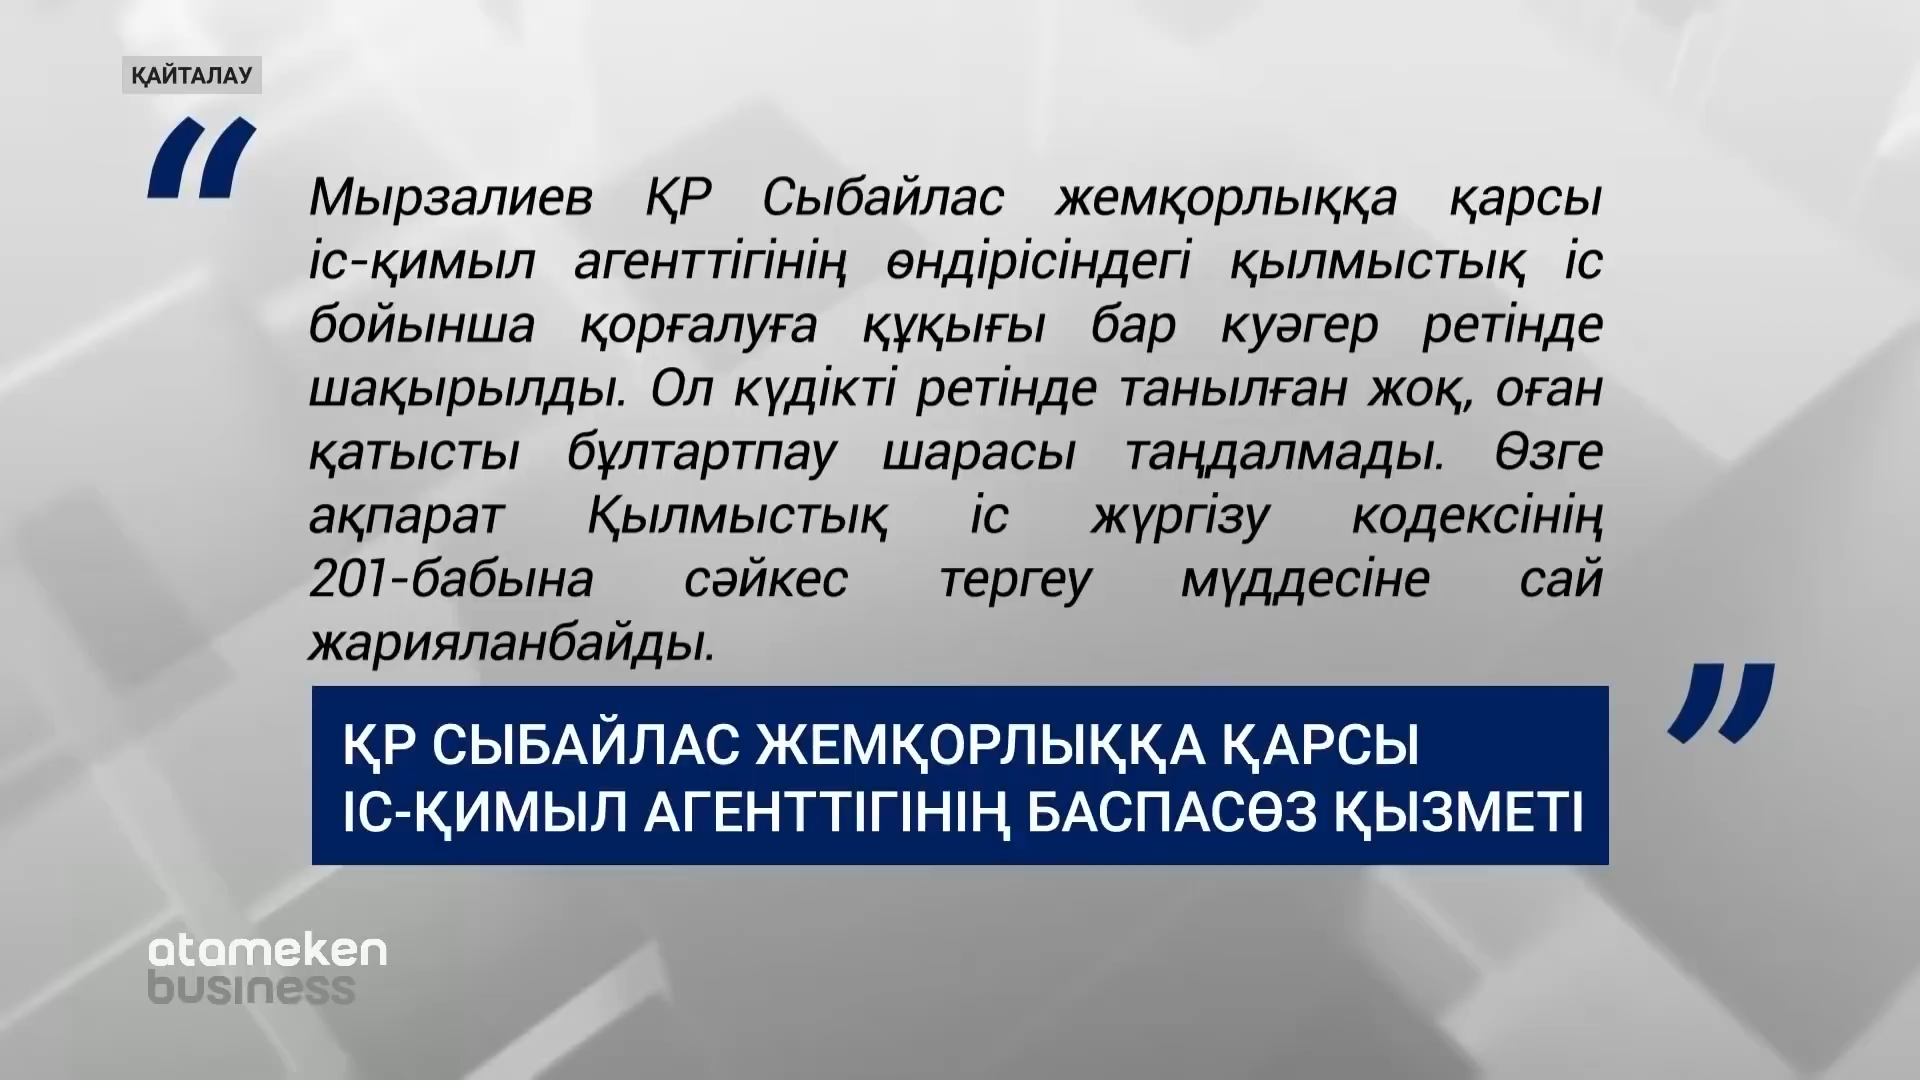 ҚАЙТАЛАУ
“
Мырзалиев ҚР Сыбайлас жемқорлыққа қарсы
іс-қимыл агенттігінің өндірісіндегі қылмыстық іс
бойынша қорғалуға құқығы бар куәгер ретінде
шақырылды. Ол күдікті ретінде танылған жоқ, оған
қатысты бұлтартпау шарасы таңдалмады. Өзге
ақпарат Қылмыстық іс жүргізу кодексінің
201-бабына сәйкес тергеу мүддесіне сай
жарияланбайды.
”
ҚР СЫБАЙЛАС ЖЕМҚОРЛЫҚҚА ҚАРСЫ
ІС-ҚИМЫЛ АГЕНТТІГІНІҢ БАСПАСӨЗ ҚЫЗМЕТІ
atameken
business